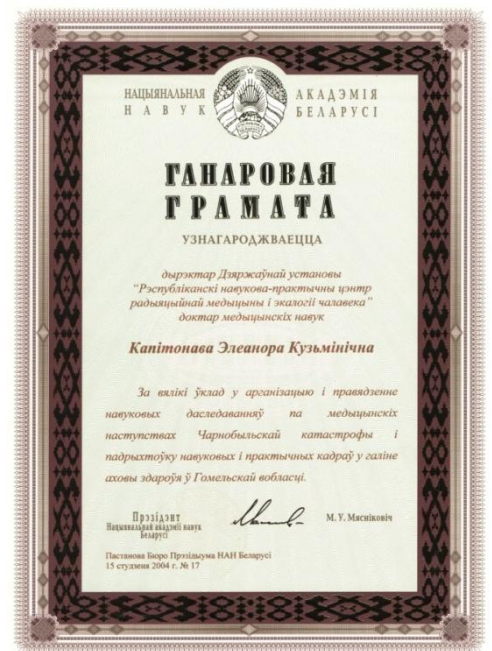 НАЦЫЯНАЛЬНАЯ АКАДЭМІЯ
НАВУК БЕЛАРУСІ
ГАНАРОВАЯ
ГРАМАТА
УЗНАГАРОДЖВАЕЦЦА
дырэктар Дзяржаўнай установы
“Рэспубліканскі навукова-практычны цэнтр
радыяцыйнай медыцыны і экалогіі чалавека”
доктар медыцынскіх навук
Капітонава Элеанора Кузьмінічна
За вялікі ўклад у арганізацыю і правядзенне
навуковых даследаванняў па медыцынскіх
наступствах Чарнобыльскай катастрофы і
падрыхтоўку навуковых і практычных кадраў у галіне
аховы здароўя ў Гомельскай вобласці.
Прэзідэнт
Нацыянальнай акадэміі навук
Беларусі
М. У. Мясніковіч
Пастанова Бюро Прэзідыума НАН Беларусі
15 студзеня 2004 г. № 17